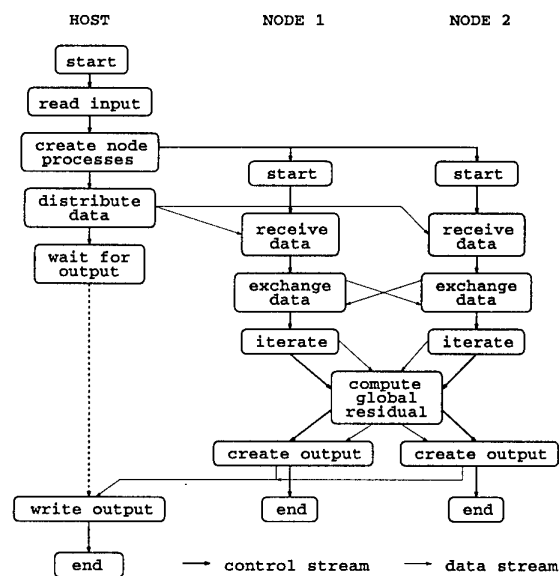 HOST
NODE 1
NODE 2
start
read input
create node
processes
start
start
distribute
data
receive
data
receive
data
wait for
output
exchange
data
exchange
data
iterate
iterate
compute
global
residual
create output
create output
write output
end
end
end
control stream
data stream